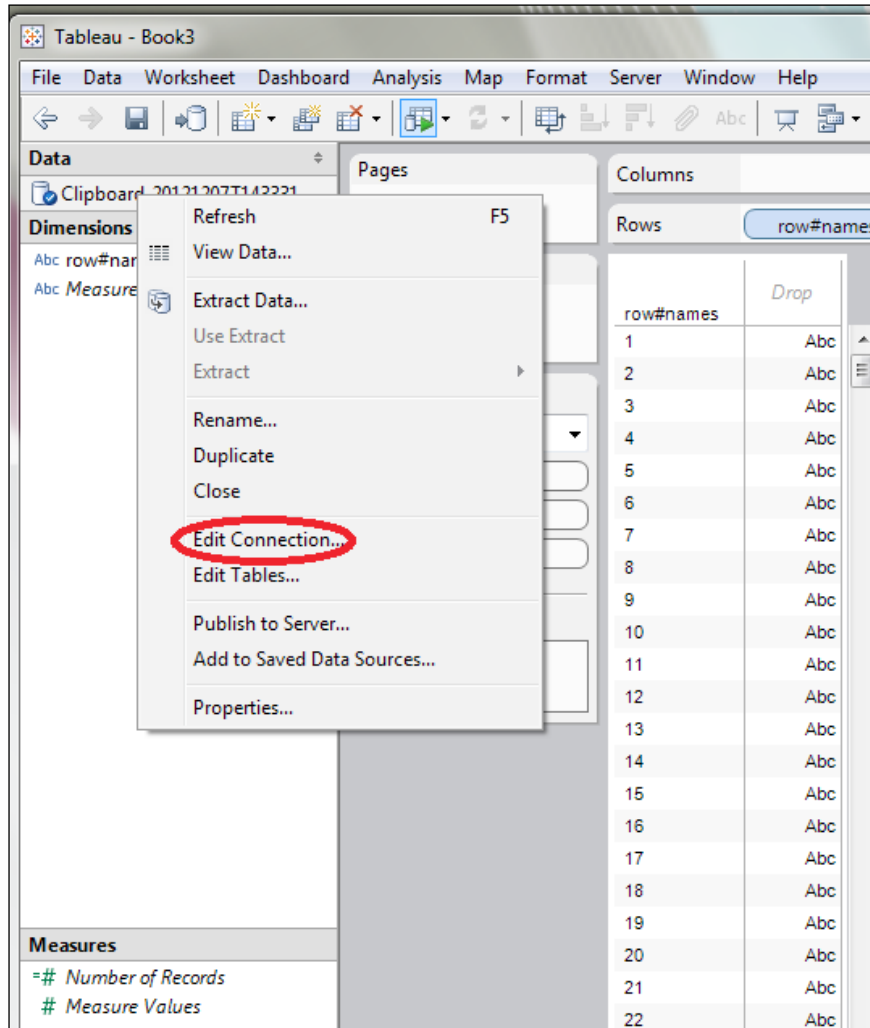 Tableau - Book3
File Data Worksheet Dashboard Analysis Map Format Server Window Help
Abc
Data
Clipboard_20121207T143331
Dimensions
Abc row#nar
Abc Measure
Refresh F5
View Data...
Extract Data...
Use Extract
Extract
Rename...
Duplicate
Close
Edit Connection...
Edit Tables...
Publish to Server...
Add to Saved Data Sources...
Properties...
Measures
=# Number of Records
# Measure Values
Pages
Columns
Rows row#names
Drop
row#names
1 Abc
2 Abc
3 Abc
4 Abc
5 Abc
6 Abc
7 Abc
8 Abc
9 Abc
10 Abc
11 Abc
12 Abc
13 Abc
14 Abc
15 Abc
16 Abc
17 Abc
18 Abc
19 Abc
20 Abc
21 Abc
22 Abc